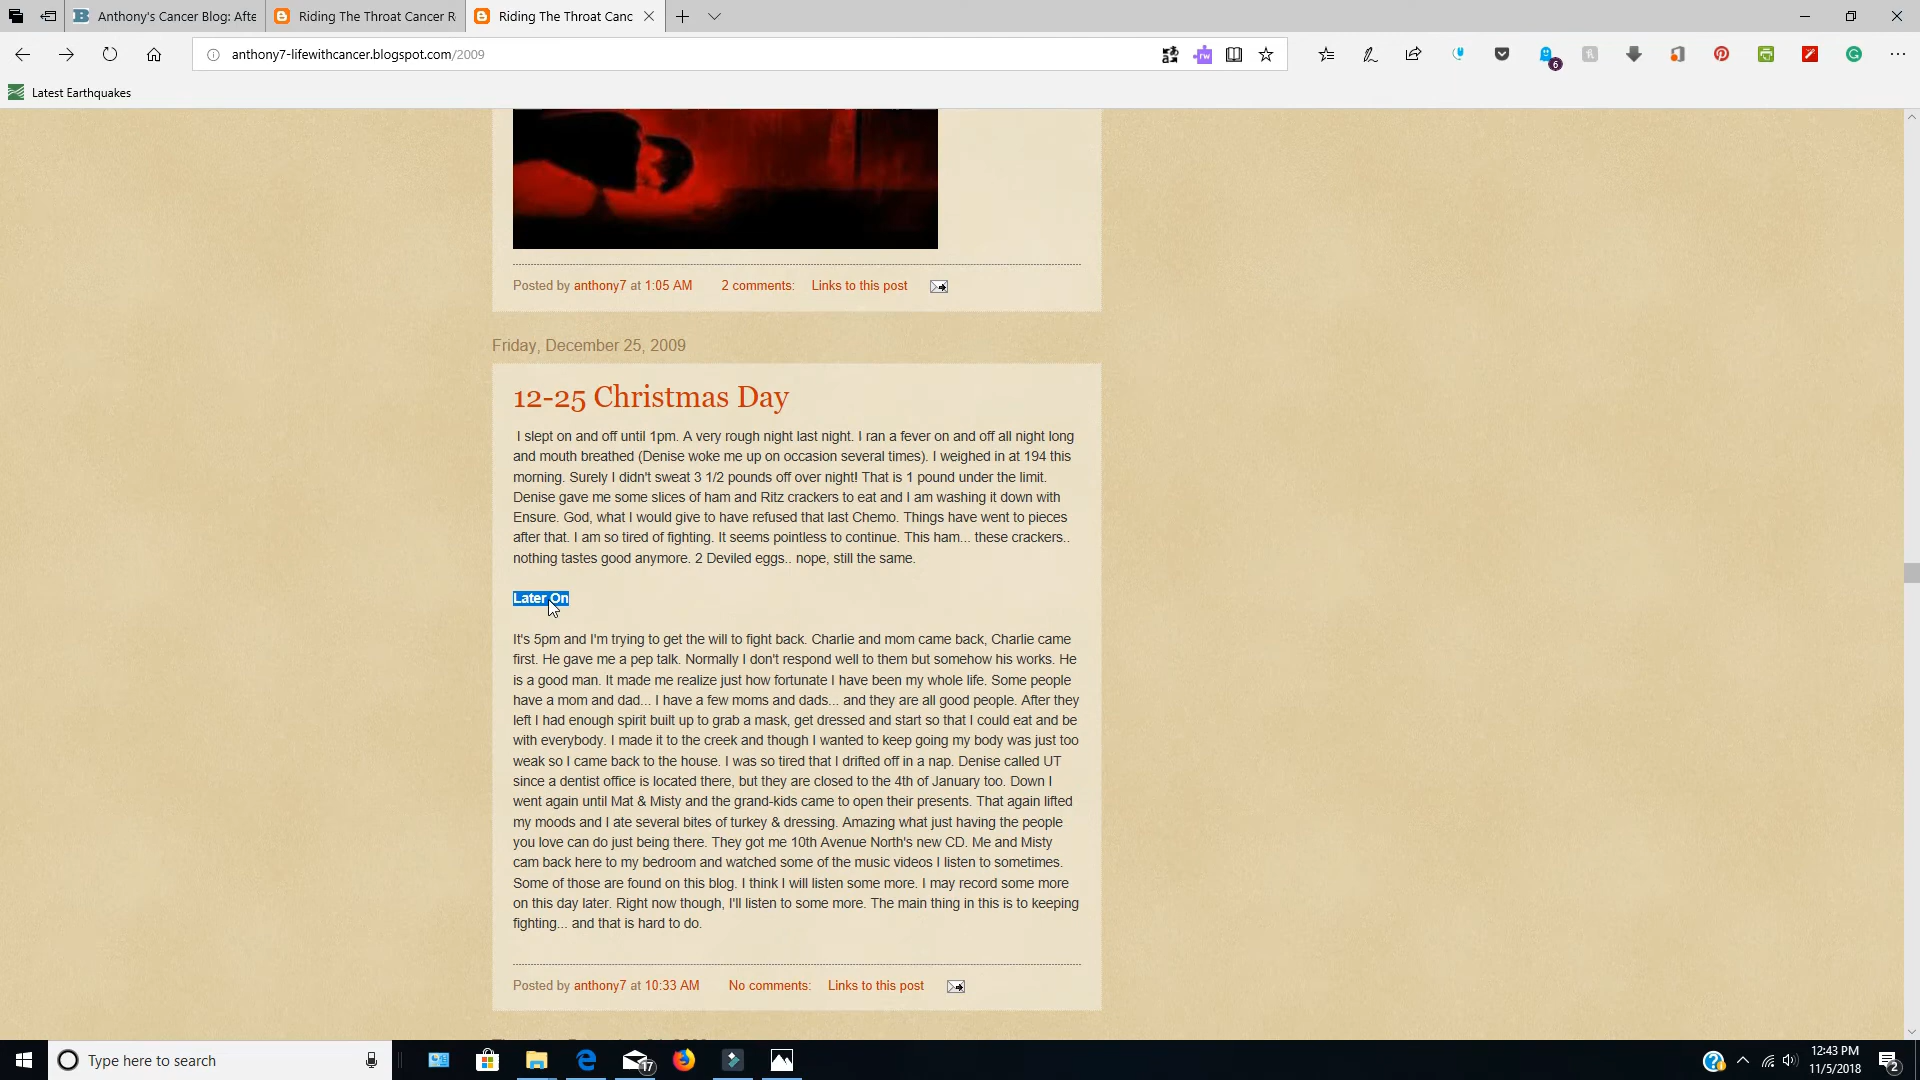 Anthony's Cancer Blog: Afte
Riding The Throat Cancer R
Riding The Throat Canc
anthony7-lifewithcancer.blogspot.com/2009
rw
6
Latest Earthquakes
Posted by anthony7 at 1:05 AM 2 comments: Links to this post
Friday, December 25, 2009
12-25 Christmas Day
I slept on and off until 1pm. A very rough night last night. I ran a fever on and off all night long
and mouth breathed (Denise woke me up on occasion several times). I weighed in at 194 this
morning. Surely I didn't sweat 3 1/2 pounds off over night! That is 1 pound under the limit.
Denise gave me some slices of ham and Ritz crackers to eat and I am washing it down with
Ensure. God, what I would give to have refused that last Chemo. Things have went to pieces
after that. I am so tired of fighting. It seems pointless to continue. This ham... these crackers..
nothing tastes good anymore. 2 Deviled eggs.. nope, still the same.
Later On
It's 5pm and I'm trying to get the will to fight back. Charlie and mom came back, Charlie came
first. He gave me a pep talk. Normally I don't respond well to them but somehow his works. He
is a good man. It made me realize just how fortunate I have been my whole life. Some people
have a mom and dad... I have a few moms and dads... and they are all good people. After they
left I had enough spirit built up to grab a mask, get dressed and start so that I could eat and be
with everybody. I made it to the creek and though I wanted to keep going my body was just too
weak so I came back to the house. I was so tired that I drifted off in a nap. Denise called UT
since a dentist office is located there, but they are closed to the 4th of January too. Down I
went again until Mat & Misty and the grand-kids came to open their presents. That again lifted
my moods and I ate several bites of turkey & dressing. Amazing what just having the people
you love can do just being there. They got me 10th Avenue North's new CD. Me and Misty
cam back here to my bedroom and watched some of the music videos I listen to sometimes.
Some of those are found on this blog. I think I will listen some more. I may record some more
on this day later. Right now though, I'll listen to some more. The main thing in this is to keeping
fighting... and that is hard to do.
Posted by anthony7 at 10:33 AM No comments: Links to this post
Type here to search
17
12:43 PM
11/5/2018
2